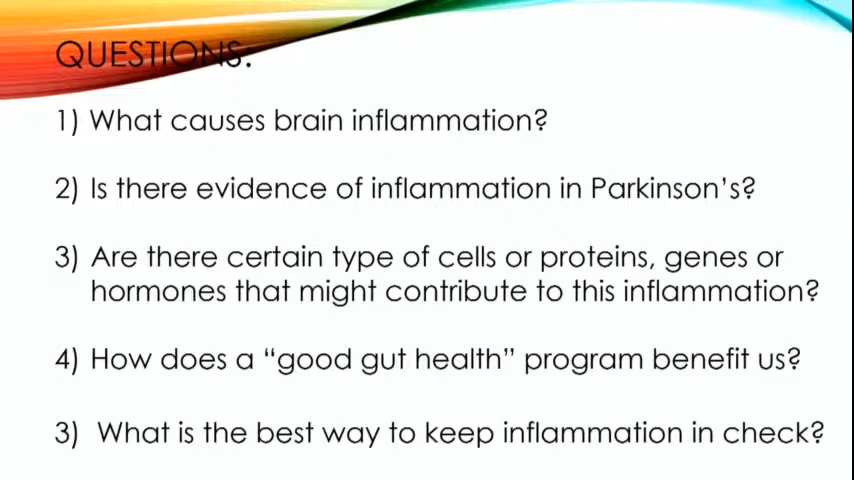 QUESTIONS:
1) What causes brain inflammation?
2) Is there evidence of inflammation in Parkinson's?
3) Are there certain type of cells or proteins, genes or
hormones that might contribute to this inflammation?
4) How does a “good gut health” program benefit us?
3) What is the best way to keep inflammation in check?